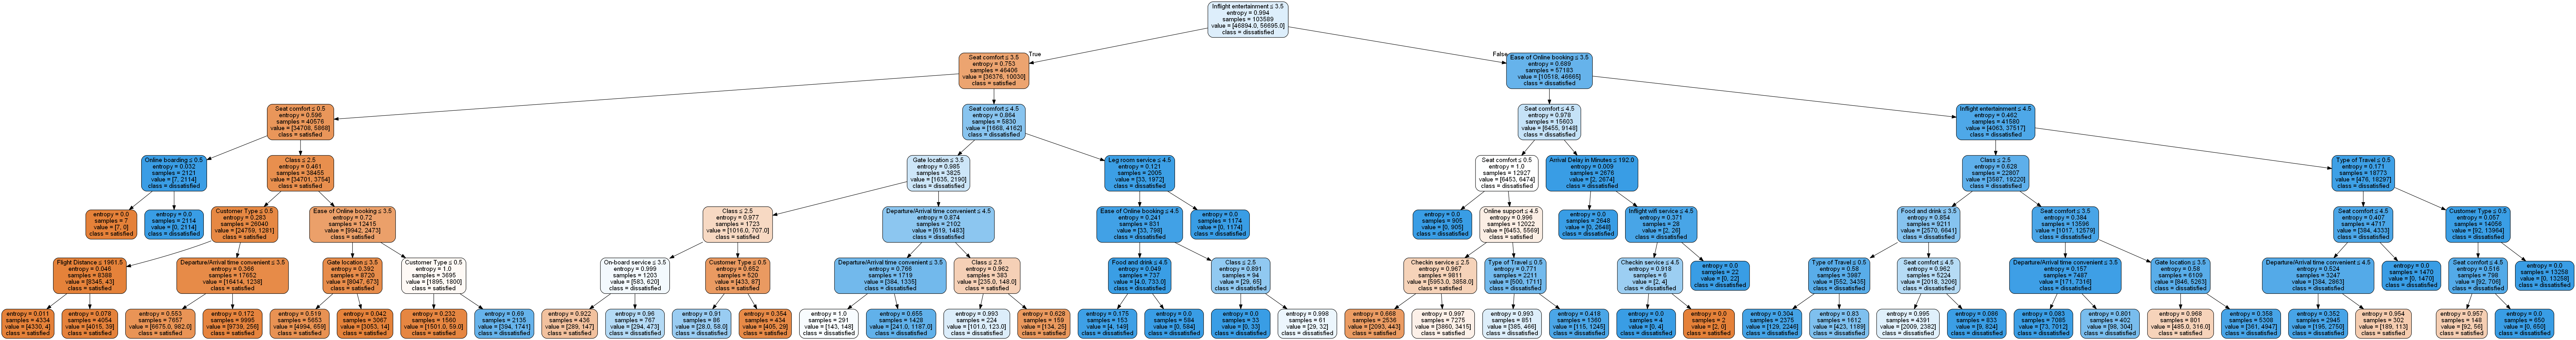 Inflight entertainment ≤ 3.5
entropy = 0.994
samples = 103589
value = [46894.0, 56695.0]
class = dissatisfied
True
False
Seat comfort ≤ 3.5
entropy = 0.753
samples = 46406
value = [36376, 10030]
class = satisfied
Ease of Online booking ≤ 3.5
entropy = 0.689
samples = 57183
value = [10518, 46665]
class = dissatisfied
Seat comfort ≤ 0.5
entropy = 0.596
samples = 40576
value = [34708, 5868]
class = satisfied
Seat comfort ≤ 4.5
entropy = 0.864
samples = 5830
value = [1668, 4162]
class = dissatisfied
Seat comfort ≤ 4.5
entropy = 0.978
samples = 15603
value = [6455, 9148]
class = dissatisfied
Inflight entertainment ≤ 4.5
entropy = 0.462
samples = 41580
value = [4063, 37517]
class = dissatisfied
Online boarding ≤ 0.5
entropy = 0.032
samples = 2121
value = [7, 2114]
class = dissatisfied
Class ≤ 2.5
entropy = 0.461
samples = 38455
value = [34701, 3754]
class = satisfied
Gate location ≤ 3.5
entropy = 0.985
samples = 3825
value = [1635, 2190]
class = dissatisfied
Leg room service ≤ 4.5
entropy = 0.121
samples = 2005
value = [33, 1972]
class = dissatisfied
Seat comfort ≤ 0.5
entropy = 1.0
samples = 12927
value = [6453, 6474]
class = dissatisfied
Arrival Delay in Minutes ≤ 192.0
entropy = 0.009
samples = 2676
value = [2, 2674]
class = dissatisfied
Class ≤ 2.5
entropy = 0.628
samples = 22807
value = [3587, 19220]
class = dissatisfied
Type of Travel ≤ 0.5
entropy = 0.171
samples = 18773
value = [476, 18297]
class = dissatisfied
entropy = 0.0
samples = 7
value = [7, 0]
class = satisfied
entropy = 0.0
samples = 2114
value = [0, 2114]
class = dissatisfied
Customer Type ≤ 0.5
entropy = 0.283
samples = 26040
value = [24759, 1281]
class = satisfied
Ease of Online booking ≤ 3.5
entropy = 0.72
samples = 12415
value = [9942, 2473]
class = satisfied
Class ≤ 2.5
entropy = 0.977
samples = 1723
value = [1016.0, 707.0]
class = satisfied
Departure/Arrival time convenient ≤ 4.5
entropy = 0.874
samples = 2102
value = [619, 1483]
class = dissatisfied
Ease of Online booking ≤ 4.5
entropy = 0.241
samples = 831
value = [33, 798]
class = dissatisfied
entropy = 0.0
samples = 1174
value = [0, 1174]
class = dissatisfied
entropy = 0.0
samples = 905
value = [0, 905]
class = dissatisfied
Online support ≤ 4.5
entropy = 0.996
samples = 12022
value = [6453, 5569]
class = satisfied
entropy = 0.0
samples = 2648
value = [0, 2648]
class = dissatisfied
Inflight wifi service ≤ 4.5
entropy = 0.371
samples = 28
value = [2, 26]
class = dissatisfied
Food and drink ≤ 3.5
entropy = 0.854
samples = 9211
value = [2570, 6641]
class = dissatisfied
Seat comfort ≤ 3.5
entropy = 0.384
samples = 13596
value = [1017, 12579]
class = dissatisfied
Seat comfort ≤ 4.5
entropy = 0.407
samples = 4717
value = [384, 4333]
class = dissatisfied
Customer Type ≤ 0.5
entropy = 0.057
samples = 14056
value = [92, 13964]
class = dissatisfied
Flight Distance ≤ 1961.5
entropy = 0.046
samples = 8388
value = [8345, 43]
class = satisfied
Departure/Arrival time convenient ≤ 3.5
entropy = 0.366
samples = 17652
value = [16414, 1238]
class = satisfied
Gate location ≤ 3.5
entropy = 0.392
samples = 8720
value = [8047, 673]
class = satisfied
Customer Type ≤ 0.5
entropy = 1.0
samples = 3695
value = [1895, 1800]
class = satisfied
On-board service ≤ 3.5
entropy = 0.999
samples = 1203
value = [583, 620]
class = dissatisfied
Customer Type ≤ 0.5
entropy = 0.652
samples = 520
value = [433, 87]
class = satisfied
Departure/Arrival time convenient ≤ 3.5
entropy = 0.766
samples = 1719
value = [384, 1335]
class = dissatisfied
Class ≤ 2.5
entropy = 0.962
samples = 383
value = [235.0, 148.0]
class = satisfied
Food and drink ≤ 4.5
entropy = 0.049
samples = 737
value = [4.0, 733.0]
class = dissatisfied
Class ≤ 2.5
entropy = 0.891
samples = 94
value = [29, 65]
class = dissatisfied
Checkin service ≤ 2.5
entropy = 0.967
samples = 9811
value = [5953.0, 3858.0]
class = satisfied
Type of Travel ≤ 0.5
entropy = 0.771
samples = 2211
value = [500, 1711]
class = dissatisfied
Checkin service ≤ 4.5
entropy = 0.918
samples = 6
value = [2, 4]
class = dissatisfied
entropy = 0.0
samples = 22
value = [0, 22]
class = dissatisfied
Type of Travel ≤ 0.5
entropy = 0.58
samples = 3987
value = [552, 3435]
class = dissatisfied
Seat comfort ≤ 4.5
entropy = 0.962
samples = 5224
value = [2018, 3206]
class = dissatisfied
Departure/Arrival time convenient ≤ 3.5
entropy = 0.157
samples = 7487
value = [171, 7316]
class = dissatisfied
Gate location ≤ 3.5
entropy = 0.58
samples = 6109
value = [846, 5263]
class = dissatisfied
Departure/Arrival time convenient ≤ 4.5
entropy = 0.524
samples = 3247
value = [384, 2863]
class = dissatisfied
entropy = 0.0
samples = 1470
value = [0, 1470]
class = dissatisfied
Seat comfort ≤ 4.5
entropy = 0.516
samples = 798
value = [92, 706]
class = dissatisfied
entropy = 0.0
samples = 13258
value = [0, 13258]
class = dissatisfied
entropy = 0.011
samples = 4334
value = [4330, 4]
class = satisfied
entropy = 0.078
samples = 4054
value = [4015, 39]
class = satisfied
entropy = 0.553
samples = 7657
value = [6675.0, 982.0]
class = satisfied
entropy = 0.172
samples = 9995
value = [9739, 256]
class = satisfied
entropy = 0.519
samples = 5653
value = [4994, 659]
class = satisfied
entropy = 0.042
samples = 3067
value = [3053, 14]
class = satisfied
entropy = 0.232
samples = 1560
value = [1501.0, 59.0]
class = satisfied
entropy = 0.69
samples = 2135
value = [394, 1741]
class = dissatisfied
entropy = 0.922
samples = 436
value = [289, 147]
class = satisfied
entropy = 0.96
samples = 767
value = [294, 473]
class = dissatisfied
entropy = 0.91
samples = 86
value = [28.0, 58.0]
class = dissatisfied
entropy = 0.354
samples = 434
value = [405, 29]
class = satisfied
entropy = 1.0
samples = 291
value = [143, 148]
class = dissatisfied
entropy = 0.655
samples = 1428
value = [241.0, 1187.0]
class = dissatisfied
entropy = 0.993
samples = 224
value = [101.0, 123.0]
class = dissatisfied
entropy = 0.628
samples = 159
value = [134, 25]
class = satisfied
entropy = 0.175
samples = 153
value = [4, 149]
class = dissatisfied
entropy = 0.0
samples = 584
value = [0, 584]
class = dissatisfied
entropy = 0.0
samples = 33
value = [0, 33]
class = dissatisfied
entropy = 0.998
samples = 61
value = [29, 32]
class = dissatisfied
entropy = 0.668
samples = 2536
value = [2093, 443]
class = satisfied
entropy = 0.997
samples = 7275
value = [3860, 3415]
class = satisfied
entropy = 0.993
samples = 851
value = [385, 466]
class = dissatisfied
entropy = 0.418
samples = 1360
value = [115, 1245]
class = dissatisfied
entropy = 0.0
samples = 4
value = [0, 4]
class = dissatisfied
entropy = 0.0
samples = 2
value = [2, 0]
class = satisfied
entropy = 0.304
samples = 2375
value = [129, 2246]
class = dissatisfied
entropy = 0.83
samples = 1612
value = [423, 1189]
class = dissatisfied
entropy = 0.995
samples = 4391
value = [2009, 2382]
class = dissatisfied
entropy = 0.086
samples = 833
value = [9, 824]
class = dissatisfied
entropy = 0.083
samples = 7085
value = [73, 7012]
class = dissatisfied
entropy = 0.801
samples = 402
value = [98, 304]
class = dissatisfied
entropy = 0.968
samples = 801
value = [485.0, 316.0]
class = satisfied
entropy = 0.358
samples = 5308
value = [361, 4947]
class = dissatisfied
entropy = 0.352
samples = 2945
value = [195, 2750]
class = dissatisfied
entropy = 0.954
samples = 302
value = [189, 113]
class = satisfied
entropy = 0.957
samples = 148
value = [92, 56]
class = satisfied
entropy = 0.0
samples = 650
value = [0, 650]
class = dissatisfied